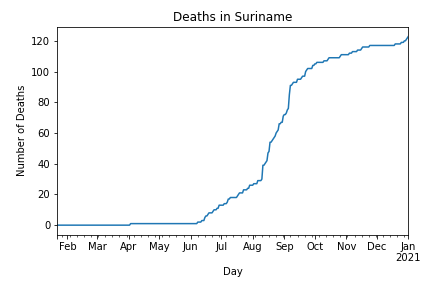 Deaths in Suriname
120
100
80
60
40
20
0
Number of Deaths
Feb Mar Apr May Jun Jul Aug Sep Oct Nov Dec Jan
2021
Day